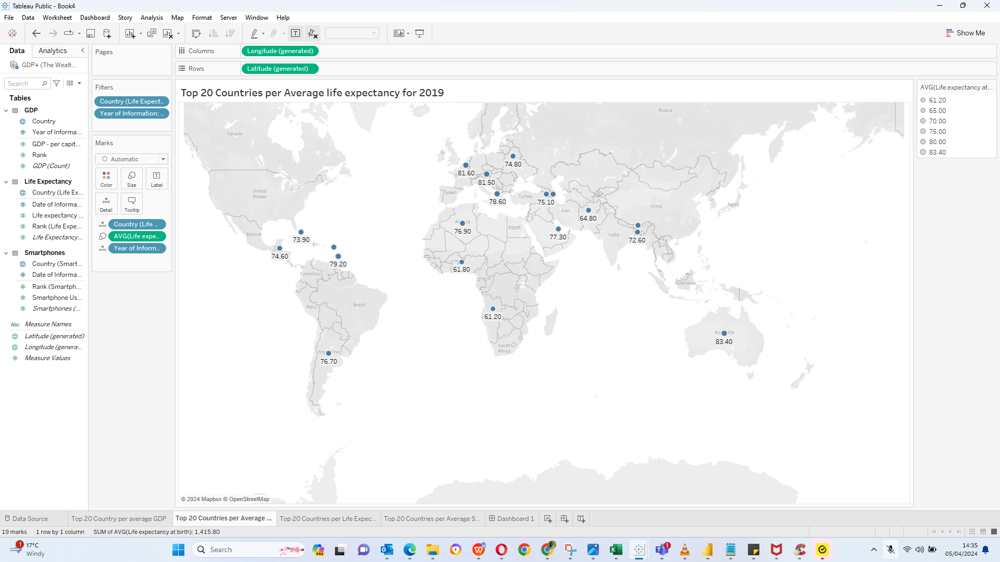 Tableau Public - Book4
File Data Worksheet Dashboard Story Analysis Map Format Server Window Help
Show Me
Data Analytics
GDP+ (The Wealt...
Search
Tables
GDP
Country
Year of Informa...
GDP - per capit...
Rank
GDP (Count)
Life Expectancy
Country (Life Ex...
Date of Informa...
Life expectancy ...
Rank (Life Expe...
Life Expectancy...
Smartphones
Country (Smart...
Date of Informa...
Rank (Smartph...
Smartphone Us...
Smartphones (...
Abc Measure Names
Latitude (generated)
Longitude (genera...
Measure Values
Pages
Filters
Country (Life Expect..
Year of Information: ..
Marks
Automatic
Color Size Label
Detail Tooltip
Country (Life ..
AVG(Life expe..
Year of Inform..
Columns Longitude (generated)
Rows Latitude (generated)
Top 20 Countries per Average life expectancy for 2019
Russia
Canada
74.80
81.60
81.50
United
States
Spain
Turkey
78.60
75.10
Iran
China
Japan
64.80
76.90
Egypt
Mexico
India
77.30
73.90
72.60
74.60
79.20
61.80
Colombia
Indonesia
Brazil
Peru
61.20
83.40
South
Africa
76.70
© 2024 Mapbox © OpenStreetMap
AVG(Life expectancy at...
61.20
65.00
70.00
75.00
80.00
83.40
Data Source Top 20 Country per average GDP Top 20 Countries per Average ... Top 20 Countries per Life Expec... Top 20 Countries per Average S... Dashboard 1
19 marks 1 row by 1 column SUM of AVG(Life expectancy at birth): 1,415.80
1
17°C
Windy
Search
PRE
1
14:35
05/04/2024